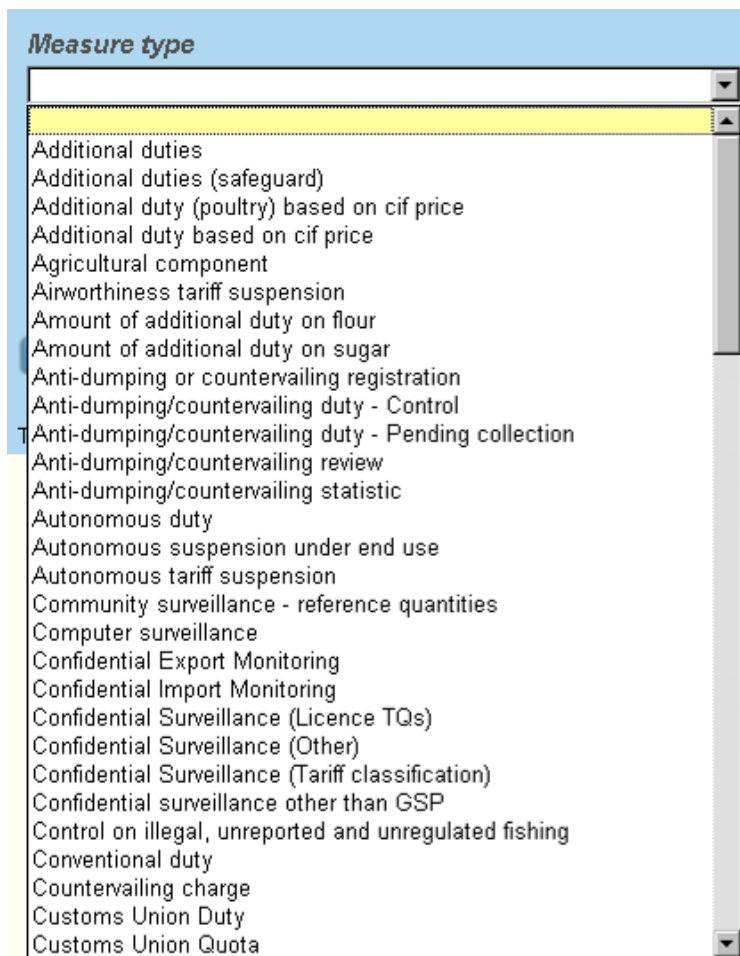 Measure type
Additional duties
Additional duties (safeguard)
Additional duty (poultry) based on cif price
Additional duty based on cif price
Agricultural component
Airworthiness tariff suspension
Amount of additional duty on flour
Amount of additional duty on sugar
Anti-dumping or countervailing registration
Anti-dumping/countervailing duty - Control
T
Anti-dumping/countervailing duty - Pending collection
Anti-dumping/countervailing review
Anti-dumping/countervailing statistic
Autonomous duty
Autonomous suspension under end use
Autonomous tariff suspension
Community surveillance - reference quantities
Computer surveillance
Confidential Export Monitoring
Confidential Import Monitoring
Confidential Surveillance (Licence TQs)
Confidential Surveillance (Other)
Confidential Surveillance (Tariff classification)
Confidential surveillance other than GSP
Control on illegal, unreported and unregulated fishing
Conventional duty
Countervailing charge
Customs Union Duty
Customs Union Quota